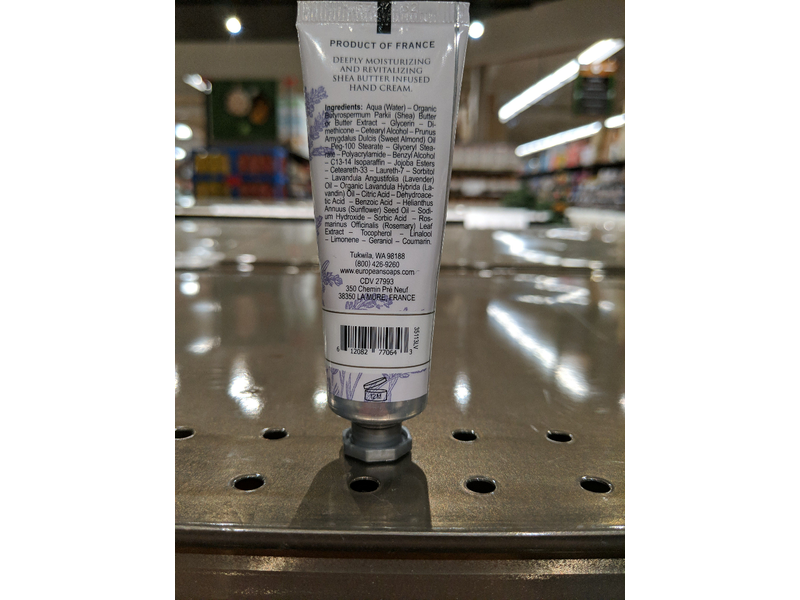 PRODUCT OF FRANCE
DEEPLY MOISTURIZING
AND REVITALIZING
SHEA BUTTER INFUSED
HAND CREAM.
Ingredients: Aqua (Water) – Organic
Butyrospermum Parkii (Shea) Butter
& Butter Extract – Glycerin – Di-
methicone – Cetearyl Alcohol – Prunus
Amygdalus Dulcis (Sweet Almond) Oil
– Peg-100 Stearate – Glyceryl Stea-
rate – Polyacrylamide – Benzyl Alcohol
– C13-14 Isoparaffin – Jojoba Esters
– Ceteareth-33 – Laureth-7 – Sorbitol
– Lavandula Angustifolia (Lavender)
Oil – Organic Lavandula Hybrida (La-
vandin) Oil – Citric Acid – Dehydroace-
tic Acid – Benzoic Acid – Helianthus
Annuus (Sunflower) Seed Oil – Sodi-
um Hydroxide – Sorbic Acid – Ros-
marinus Officinalis (Rosemary) Leaf
Extract – Tocopherol – Linalool
– Limonene – Geraniol – Coumarin.
Tukwila, WA 98188
(800) 426-9260
www.europeansoaps.com
CDV 27993
350 Chemin Pré Neuf
38350 LA MURE, FRANCE
6 12082 77064 3
35113LV